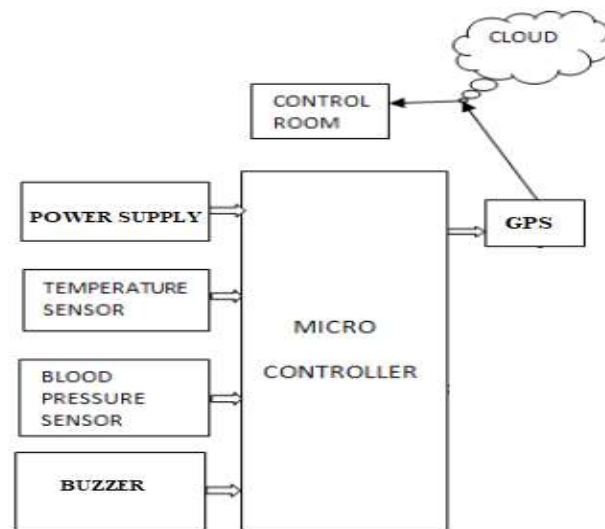 CLOUD
CONTROL
ROOM
POWER SUPPLY
GPS
TEMPERATURE
SENSOR
MICRO
CONTROLLER
BLOOD
PRESSURE
SENSOR
BUZZER